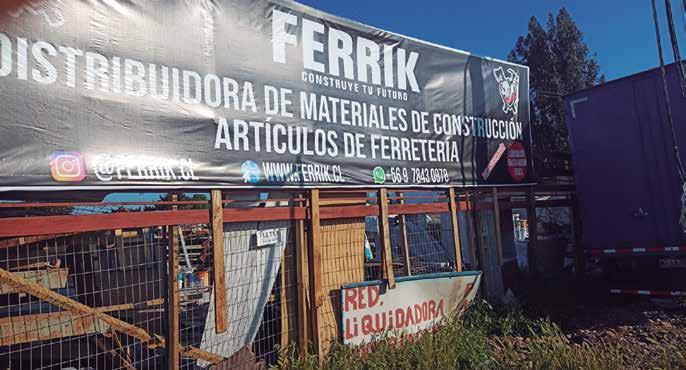 FERRIK
CONSTRUYE TU FUTURO
DISTRIBUIDORA DE MATERIALES DE CONSTRUCCIÓN
ARTÍCULOS DE FERRETERÍA
@FERRIK.CL
WWW.FERRIK.CL
+56 9 7843 0978
RED.
LiQUiDADORA